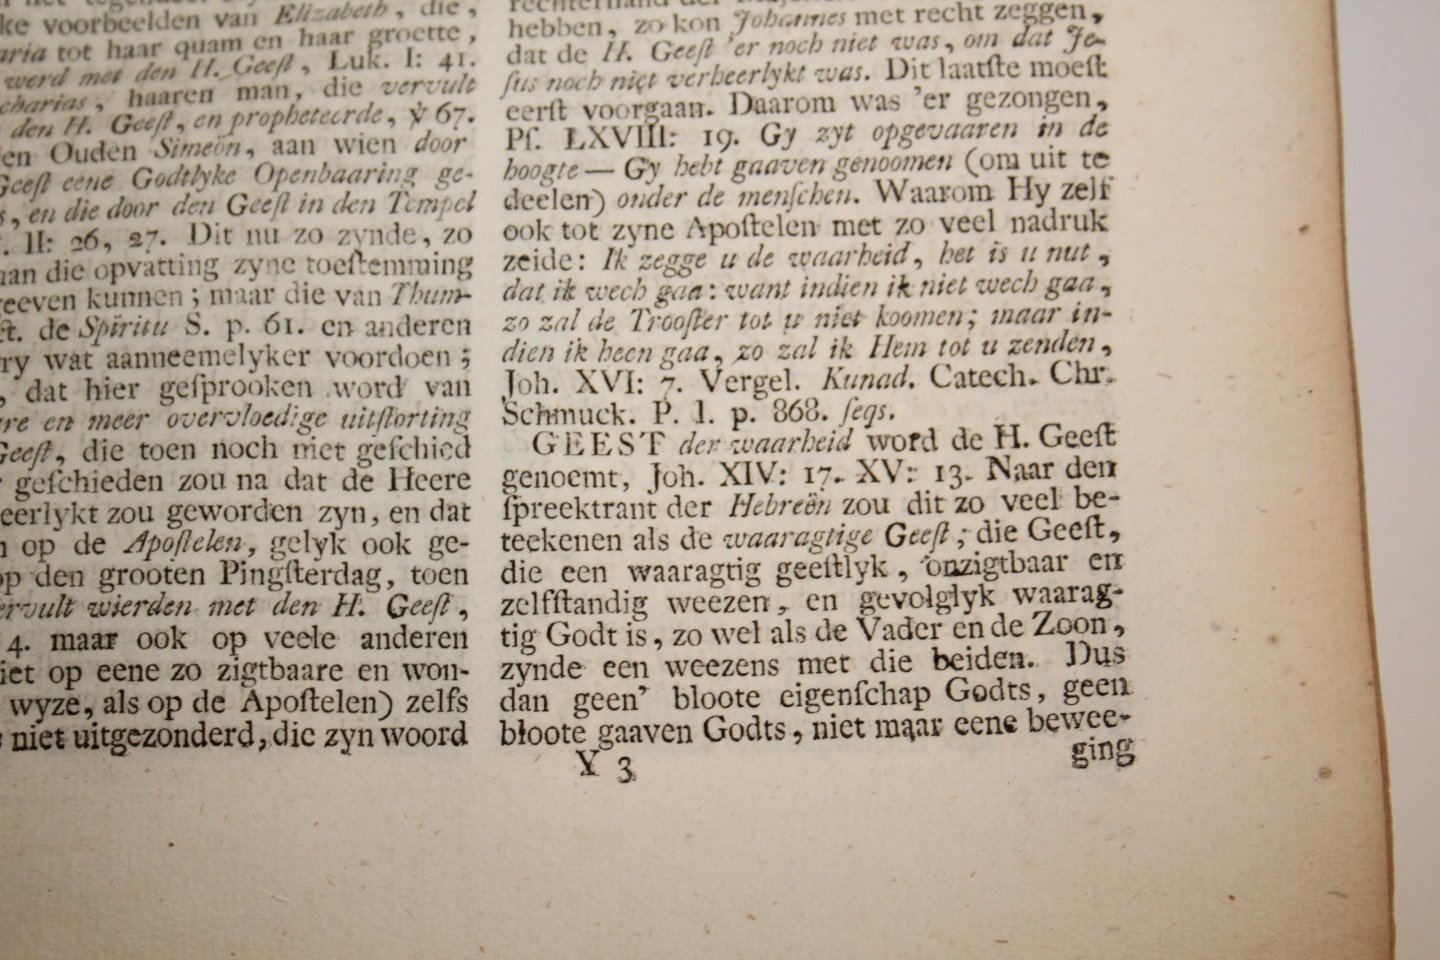 ke voorbeelden van Elizabeth, die,
aria tot haar quam en haar groette,
werd met den H. Geeſt, Luk. I: 41.
charias, haaren man, die vervult
den H. Geeſt, en propheteerde, ℣ 67.
en Ouden Simeön, aan wien door
Geeſt eene Godtlyke Openbaaring ge-
s, en die door den Geeſt in den Tempel
II: 26, 27. Dit nu zo zynde, zo
aan die opvatting zyne toeſtemming
reeven kunnen; maar die van Thum-
ct. de Spiritu S. p. 61. en anderen
ry wat aanneemelyker voordoen;
, dat hier geſprooken word van
re en meer overvloedige uitſtorting
Geeſt, die toen noch niet geſchied
geſchieden zou na dat de Heere
eerlykt zou geworden zyn, en dat
n op de Apoſtelen, gelyk ook ge-
op den grooten Pingſterdag, toen
ervult wierden met den H. Geeſt,
4. maar ook op veele anderen
iet op eene zo zigtbaare en won-
wyze, als op de Apoſtelen) zelfs
niet uitgezonderd, die zyn woord
rechterhand der
hebben, zo kon Johannes met recht zeggen,
dat de H. Geeſt 'er noch niet was, om dat Je-
ſus noch niet verheerlykt was. Dit laatſte moeſt
eerſt voorgaan. Daarom was 'er gezongen,
Pſ. LXVIII: 19. Gy zyt opgevaaren in de
hoogte — Gy hebt gaaven genoomen (om uit te
deelen) onder de menſchen. Waarom Hy zelf
ook tot zyne Apoſtelen met zo veel nadruk
zeide: Ik zegge u de waarheid, het is u nut,
dat ik wech gaa: want indien ik niet wech gaa,
zo zal de Trooſter tot u niet koomen; maar in-
dien ik heen gaa, zo zal ik Hem tot u zenden,
Joh. XVI: 7. Vergel. Kunad. Catech. Chr.
Schmuck. P. I. p. 868. ſeqs.
GEEST der waarheid word de H. Geeſt
genoemt, Joh. XIV: 17. XV: 13. Naar den
ſpreektrant der Hebreën zou dit zo veel be-
teekenen als de waaragtige Geeſt; die Geeſt,
die een waaragtig geeſtlyk, onzigtbaar en
zelfſtandig weezen, en gevolglyk waarag-
tig Godt is, zo wel als de Vader en de Zoon,
zynde een weezens met die beiden. Dus
dan geen' bloote eigenſchap Godts, geen
bloote gaaven Godts, niet maar eene bewee-
Y 3
ging